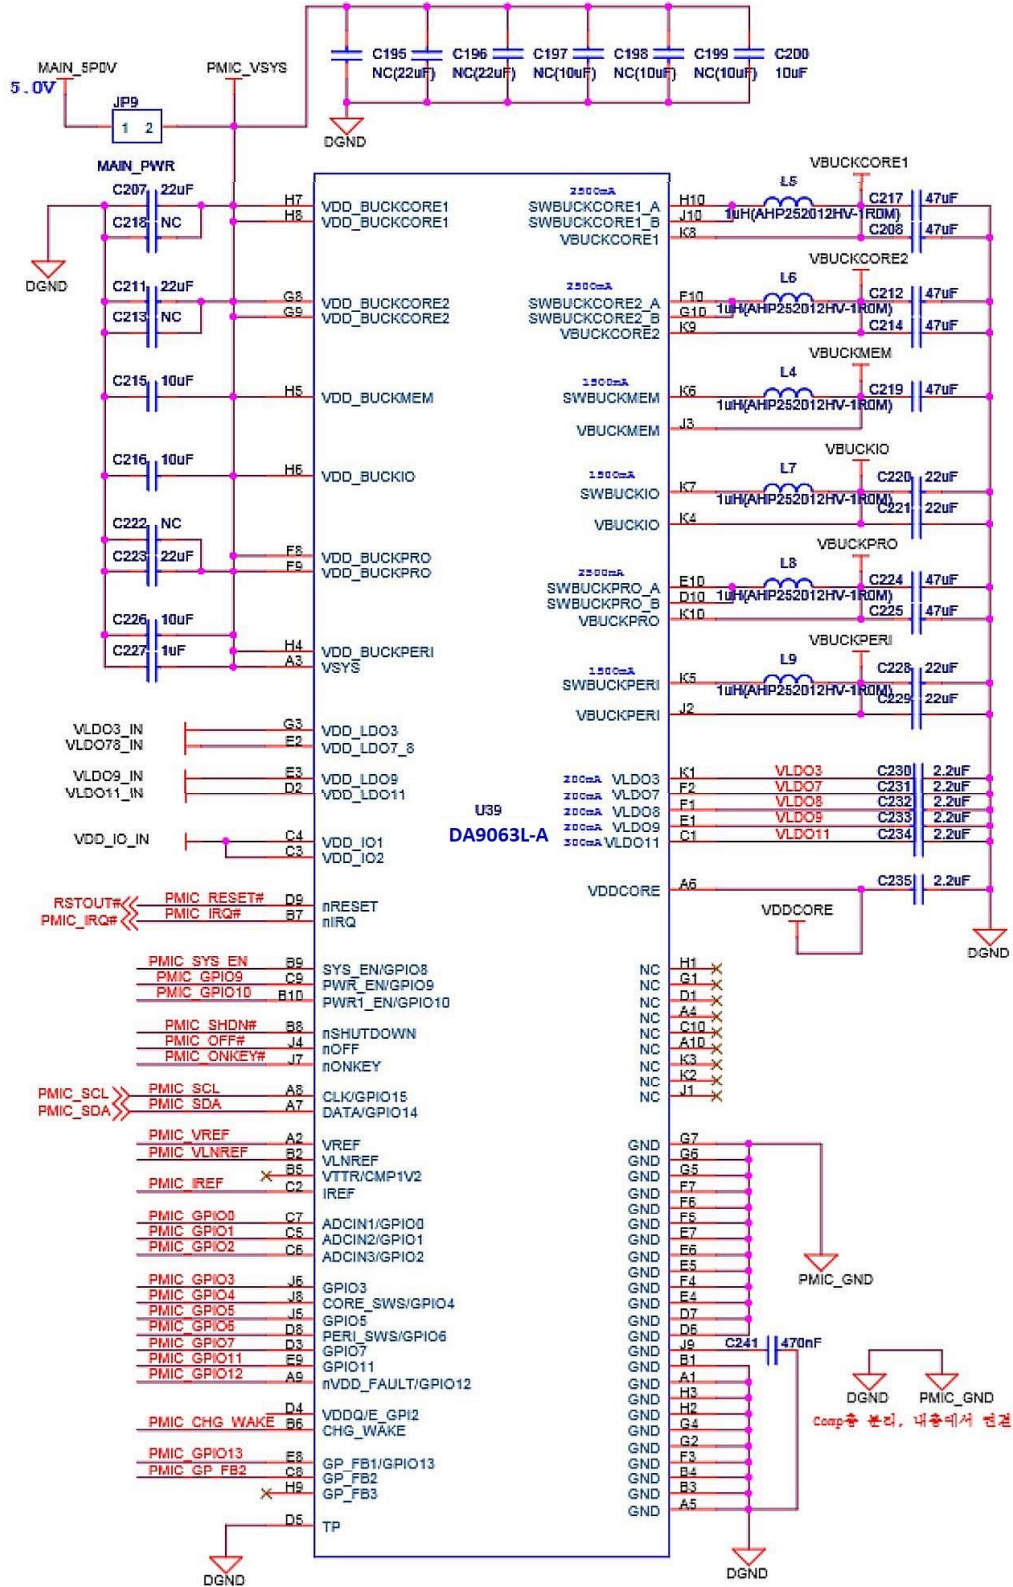 C195 C196 C197 C198 C199 C200
NC(22uF) NC(22uF) NC(10uF) NC(10uF) NC(10uF) 10uF
MAIN_5P0V PMIC_VSYS
5.0V
JP9
1 2
DGND
MAIN_PWR
C207 22uF
C218 NC
DGND
C211 22uF
C213 NC
C215 10uF
C216 10uF
C222 NC
C223 22uF
C226 10uF
C227 1uF
H7 VDD_BUCKCORE1
H8 VDD_BUCKCORE1
G8 VDD_BUCKCORE2
G9 VDD_BUCKCORE2
H5 VDD_BUCKMEM
H6 VDD_BUCKIO
F8 VDD_BUCKPRO
F9 VDD_BUCKPRO
H4 VDD_BUCKPERI
A3 VSYS
VLDO3_IN G3 VDD_LDO3
VLDO78_IN E2 VDD_LDO7_8
VLDO9_IN E3 VDD_LDO9
VLDO11_IN D2 VDD_LDO11
VDD_IO_IN C4 VDD_IO1
C3 VDD_IO2
RSTOUT# PMIC_RESET# D9 nRESET
PMIC_IRQ# PMIC_IRQ# B7 nIRQ
PMIC_SYS_EN B9 SYS_EN/GPIO8
PMIC_GPIO9 C9 PWR_EN/GPIO9
PMIC_GPIO10 B10 PWR1_EN/GPIO10
PMIC_SHDN# B8 nSHUTDOWN
PMIC_OFF# J4 nOFF
PMIC_ONKEY# J7 nONKEY
PMIC_SCL PMIC_SCL A8 CLK/GPIO15
PMIC_SDA PMIC_SDA A7 DATA/GPIO14
PMIC_VREF A2 VREF
PMIC_VLNREF B2 VLNREF
B5 VTTR/CMP1V2
PMIC_IREF C2 IREF
PMIC_GPIO0 C7 ADCIN1/GPIO0
PMIC_GPIO1 C5 ADCIN2/GPIO1
PMIC_GPIO2 C6 ADCIN3/GPIO2
PMIC_GPIO3 J6 GPIO3
PMIC_GPIO4 J8 CORE_SWS/GPIO4
PMIC_GPIO5 J5 GPIO5
PMIC_GPIO6 D8 PERI_SWS/GPIO6
PMIC_GPIO7 D3 GPIO7
PMIC_GPIO11 E9 GPIO11
PMIC_GPIO12 A9 nVDD_FAULT/GPIO12
D4 VDDQ/E_GPI2
PMIC_CHG_WAKE B6 CHG_WAKE
PMIC_GPIO13 E8 GP_FB1/GPIO13
PMIC_GP_FB2 C8 GP_FB2
H9 GP_FB3
D5 TP
DGND
U39
DA9063L-A
VBUCKCORE1
2500mA
SWBUCKCORE1_A H10 L5 C217 47uF
SWBUCKCORE1_B J10 1uH(AHP252012HV-1R0M)
VBUCKCORE1 K8 C208 47uF
VBUCKCORE2
2500mA
SWBUCKCORE2_A F10 L6 C212 47uF
SWBUCKCORE2_B G10 1uH(AHP252012HV-1R0M)
VBUCKCORE2 K9 C214 47uF
VBUCKMEM
1500mA
SWBUCKMEM K6 L4 C219 47uF
1uH(AHP252012HV-1R0M)
VBUCKMEM J3
VBUCKIO
1500mA
SWBUCKIO K7 L7 C220 22uF
1uH(AHP252012HV-1R0M)
VBUCKIO K4 C221 22uF
VBUCKPRO
2500mA
SWBUCKPRO_A E10 L8 C224 47uF
SWBUCKPRO_B D10 1uH(AHP252012HV-1R0M)
VBUCKPRO K10 C225 47uF
VBUCKPERI
1500mA
SWBUCKPERI K5 L9 C228 22uF
1uH(AHP252012HV-1R0M)
VBUCKPERI J2 C229 22uF
200mA VLDO3 K1 VLDO3 C230 2.2uF
200mA VLDO7 F2 VLDO7 C231 2.2uF
200mA VLDO8 F1 VLDO8 C232 2.2uF
200mA VLDO9 E1 VLDO9 C233 2.2uF
300mA VLDO11 C1 VLDO11 C234 2.2uF
VDDCORE A6 C235 2.2uF
VDDCORE
DGND
NC H1
NC G1
NC D1
NC A4
NC C10
NC A10
NC K3
NC K2
NC J1
GND G7
GND G6
GND G5
GND F7
GND F6
GND F5
GND E7
GND E6
GND E5
GND F4
GND E4
GND D7
GND D6
GND J9 C241 470nF
GND B1
GND A1
GND H3
GND H2
GND G4
GND G2
GND F3
GND B4
GND B3
GND A5
PMIC_GND
DGND
DGND PMIC_GND
Comp층 분리, 내층에서 연결